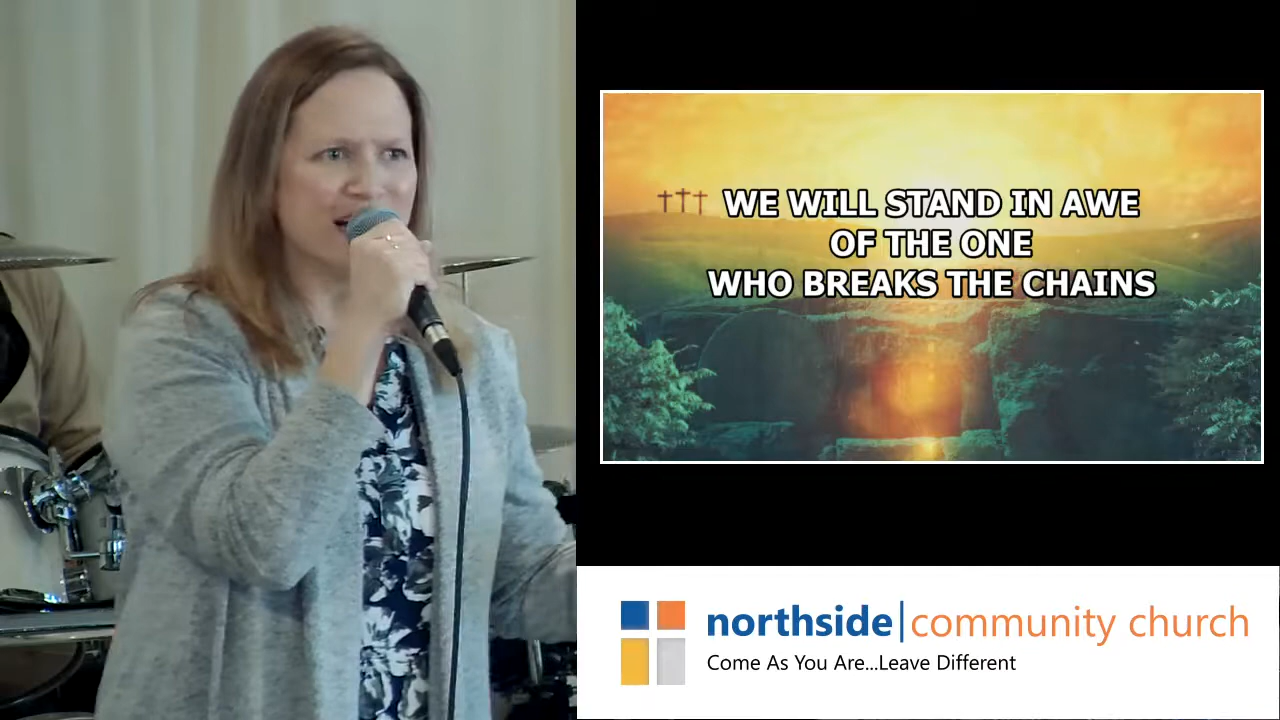 WE WILL STAND IN AWE
OF THE ONE
WHO BREAKS THE CHAINS
northside|community church
Come As You Are...Leave Different